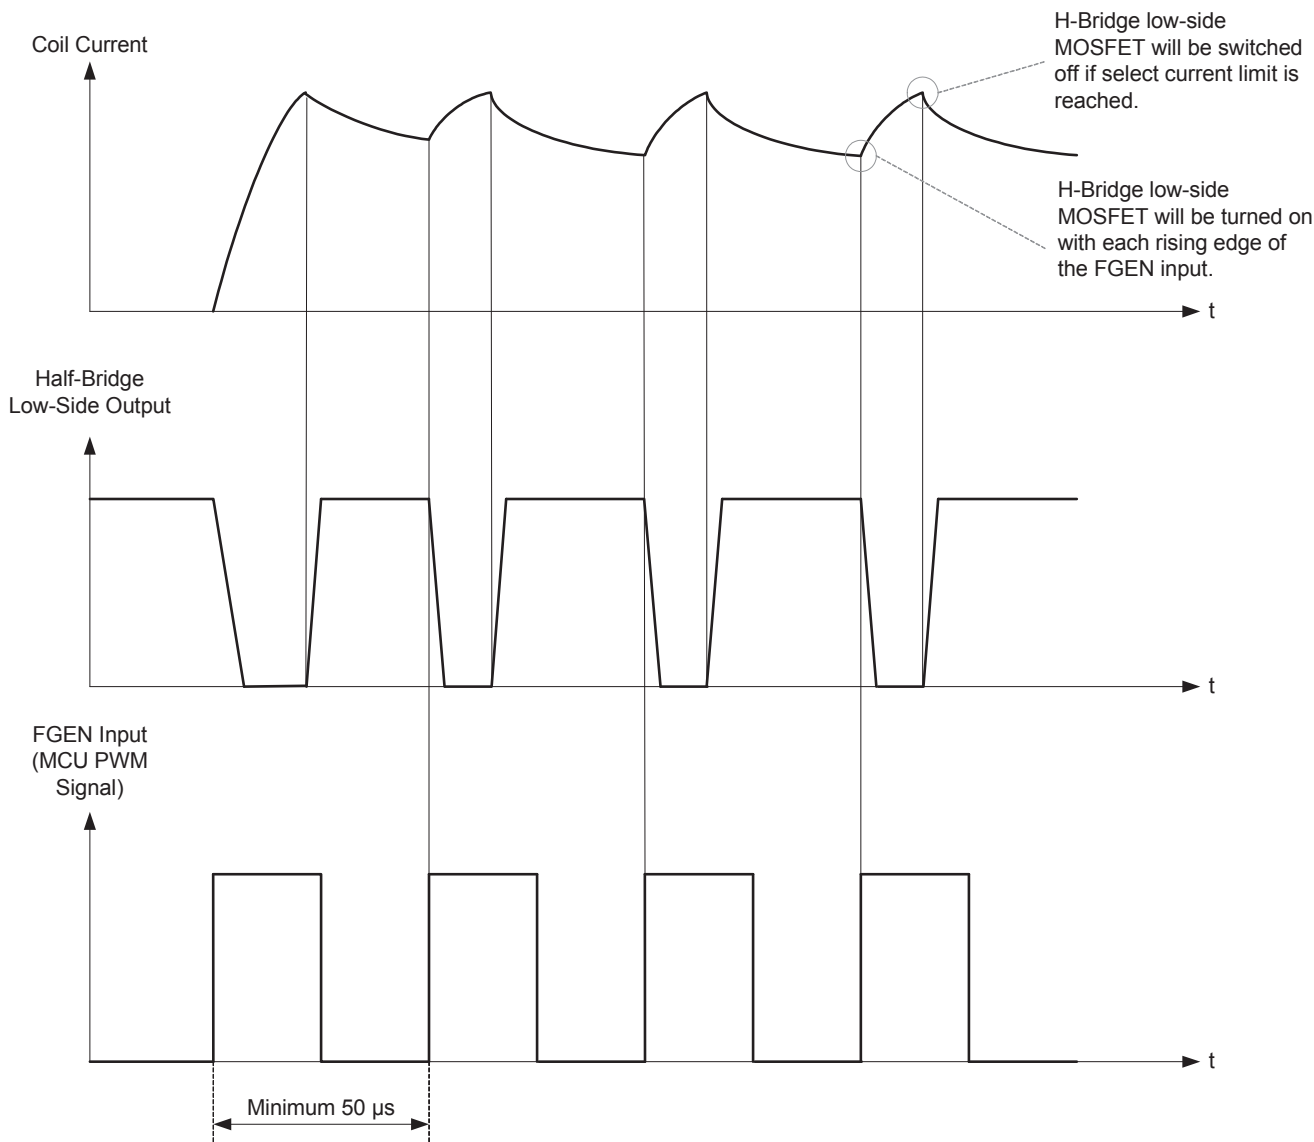 Coil Current
H-Bridge low-side
MOSFET will be switched
off if select current limit is
reached.
H-Bridge low-side
MOSFET will be turned on
with each rising edge of
the FGEN input.
t
Half-Bridge
Low-Side Output
t
FGEN Input
(MCU PWM
Signal)
t
Minimum 50 µs